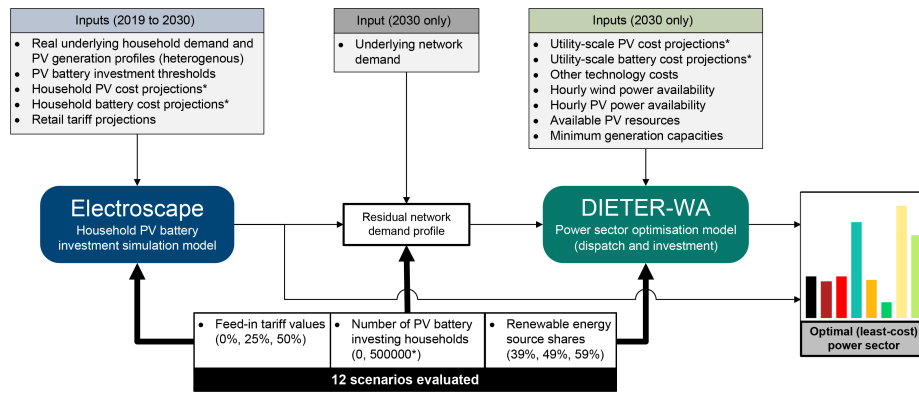 Inputs (2019 to 2030)
• Real underlying household demand and
PV generation profiles (heterogenous)
• PV battery investment thresholds
• Household PV cost projections*
• Household battery cost projections*
• Retail tariff projections
Input (2030 only)
• Underlying network
demand
Inputs (2030 only)
• Utility-scale PV cost projections*
• Utility-scale battery cost projections*
• Other technology costs
• Hourly wind power availability
• Hourly PV power availability
• Available PV resources
• Minimum generation capacities
Electroscape
Household PV battery
investment simulation model
Residual network
demand profile
DIETER-WA
Power sector optimisation model
(dispatch and investment)
Optimal (least-cost)
power sector
• Feed-in tariff values
(0%, 25%, 50%)
• Number of PV battery
investing households
(0, 500000*)
• Renewable energy
source shares
(39%, 49%, 59%)
12 scenarios evaluated